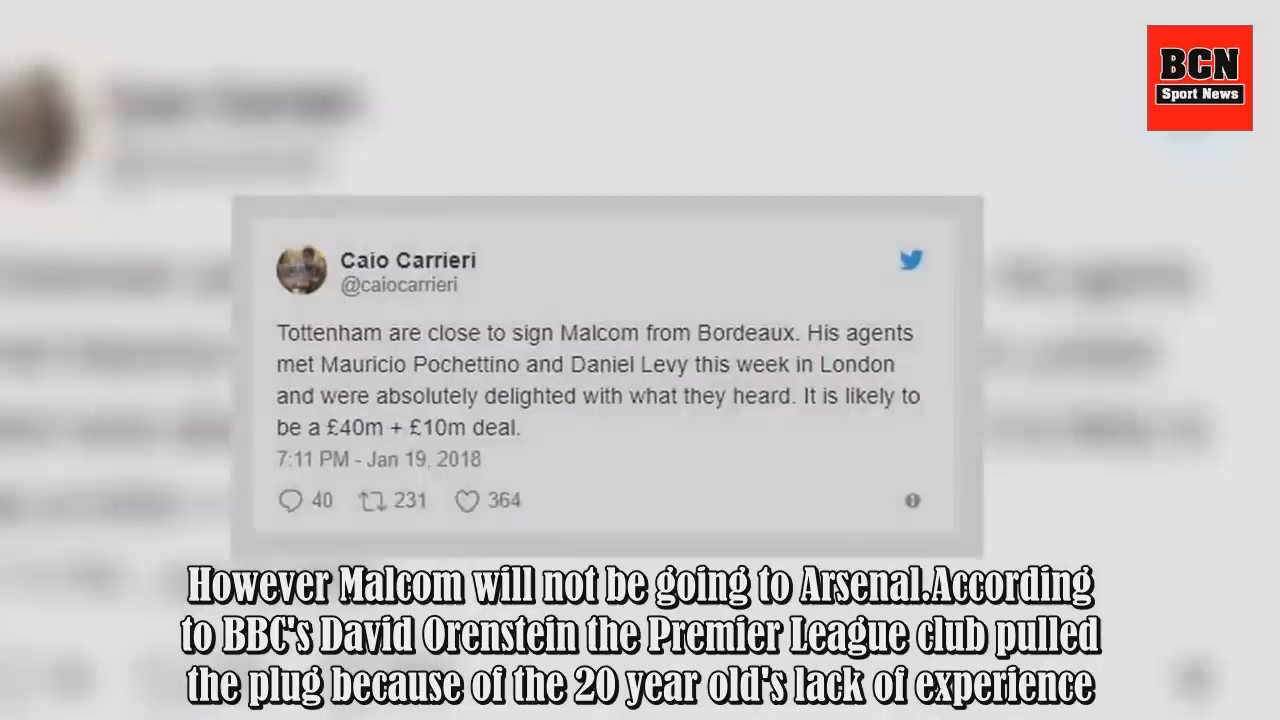 BCN
Sport News
Caio Carrieri
@caiocarrieri
Tottenham are close to sign Malcom from Bordeaux. His agents
met Mauricio Pochettino and Daniel Levy this week in London
and were absolutely delighted with what they heard. It is likely to
be a £40m + £10m deal.
7:11 PM - Jan 19, 2018
40 231 364
However Malcom will not be going to Arsenal.According
to BBC's David Orenstein the Premier League club pulled
the plug because of the 20 year old's lack of experience